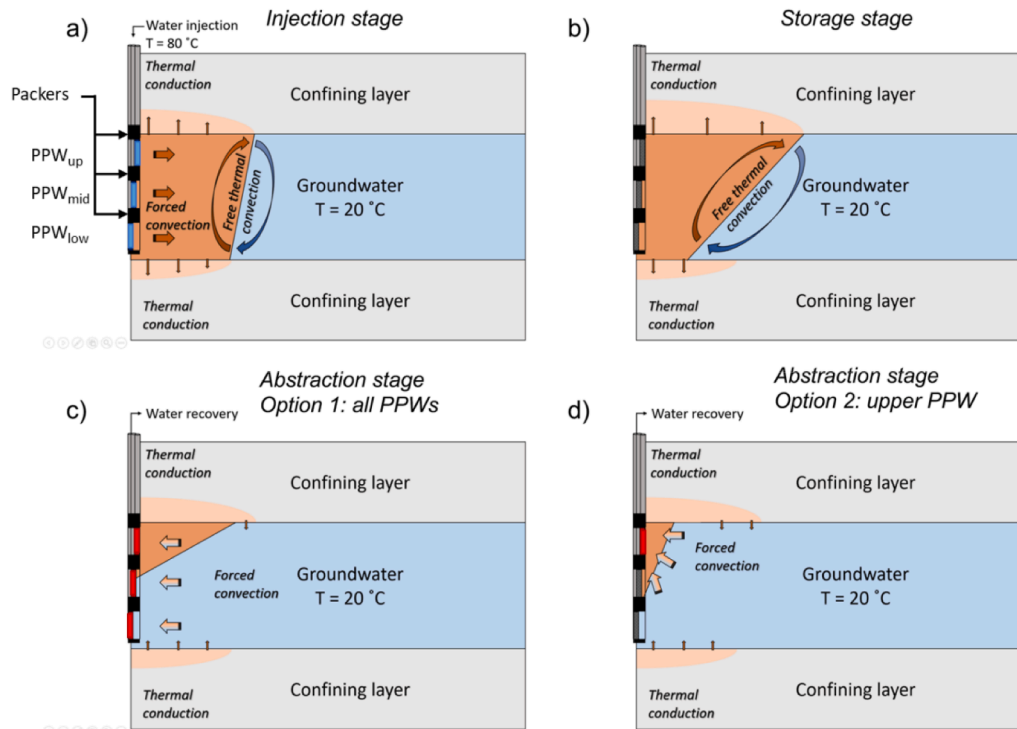 a)
Injection stage
Water injection
T = 80 ˚C
Thermal
conduction
Confining layer
Packers
PPWup
PPWmid
PPWlow
Forced
convection
Free thermal
convection
Groundwater
T = 20 ˚C
Confining layer
Thermal
conduction
b)
Storage stage
Thermal
conduction
Confining layer
Free thermal
convection
Groundwater
T = 20 ˚C
Confining layer
Thermal
conduction
c)
Abstraction stage
Option 1: all PPWs
Water recovery
Thermal
conduction
Confining layer
Forced
convection
Groundwater
T = 20 ˚C
Confining layer
Thermal
conduction
d)
Abstraction stage
Option 2: upper PPW
Water recovery
Thermal
conduction
Confining layer
Forced
convection
Groundwater
T = 20 ˚C
Confining layer
Thermal
conduction